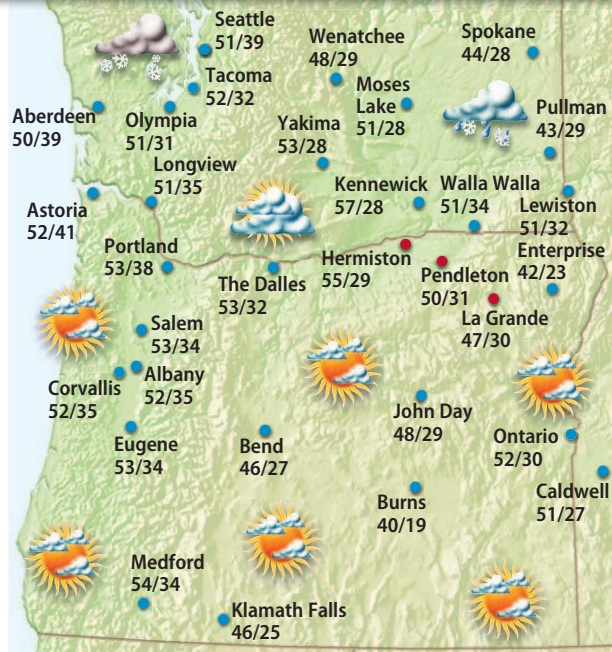 Seattle
51/39
Wenatchee
48/29
Spokane
44/28
Tacoma
52/32
Moses
Lake
51/28
Aberdeen
50/39
Olympia
51/31
Yakima
53/28
Pullman
43/29
Longview
51/35
Kennewick
57/28
Walla Walla
51/34
Lewiston
51/32
Astoria
52/41
Portland
53/38
The Dalles
53/32
Hermiston
55/29
Pendleton
50/31
Enterprise
42/23
La Grande
47/30
Salem
53/34
Corvallis
52/35
Albany
52/35
John Day
48/29
Eugene
53/34
Bend
46/27
Ontario
52/30
Burns
40/19
Caldwell
51/27
Medford
54/34
Klamath Falls
46/25